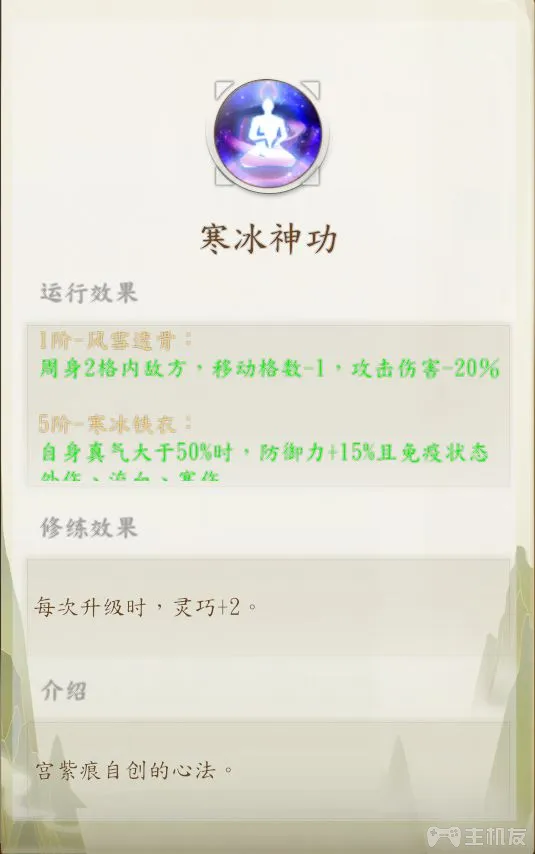 寒冰神功
运行效果
1阶-风雪透骨：
周身2格内敌方，移动格数-1，攻击伤害-20%
5阶-寒冰铁衣：
自身真气大于50%时，防御力+15%且免疫状态
修练效果
每次升级时，灵巧+2。
介绍
宫紫痕自创的心法。
主机友